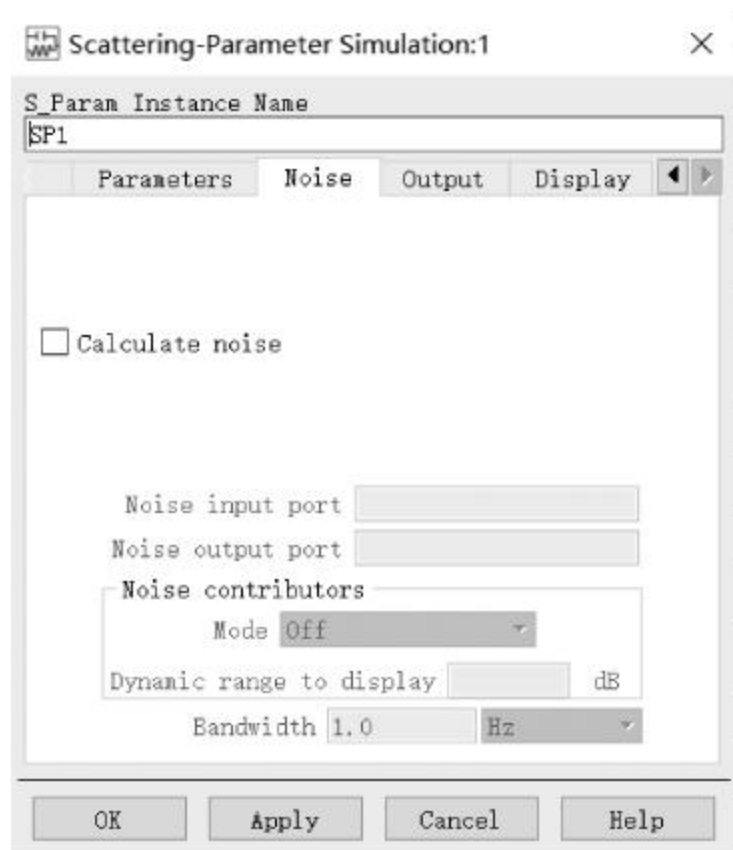 Scattering-Parameter Simulation:1
S_Param Instance Name
SP1
Parameters Noise Output Display
Calculate noise
Noise input port
Noise output port
Noise contributors
Mode Off
Dynamic range to display dB
Bandwidth 1.0 Hz
OK Apply Cancel Help